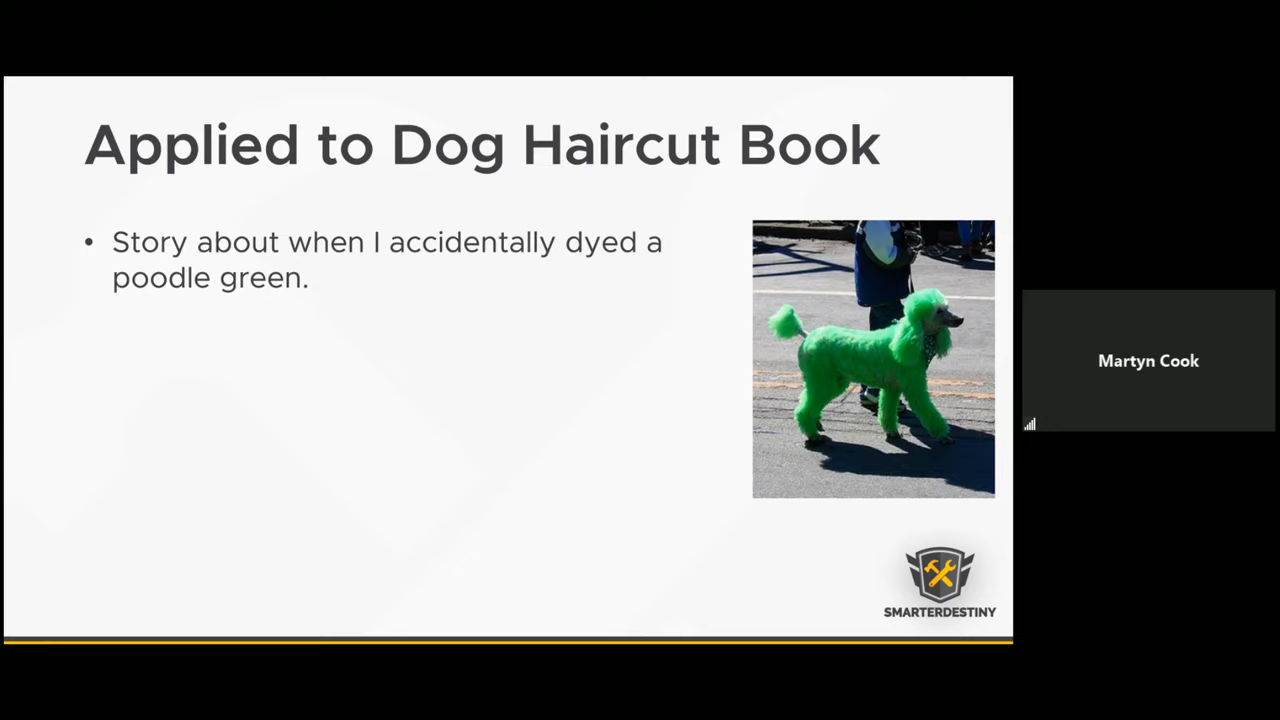 Applied to Dog Haircut Book
• Story about when I accidentally dyed a
poodle green.
Martyn Cook
SMARTERDESTINY